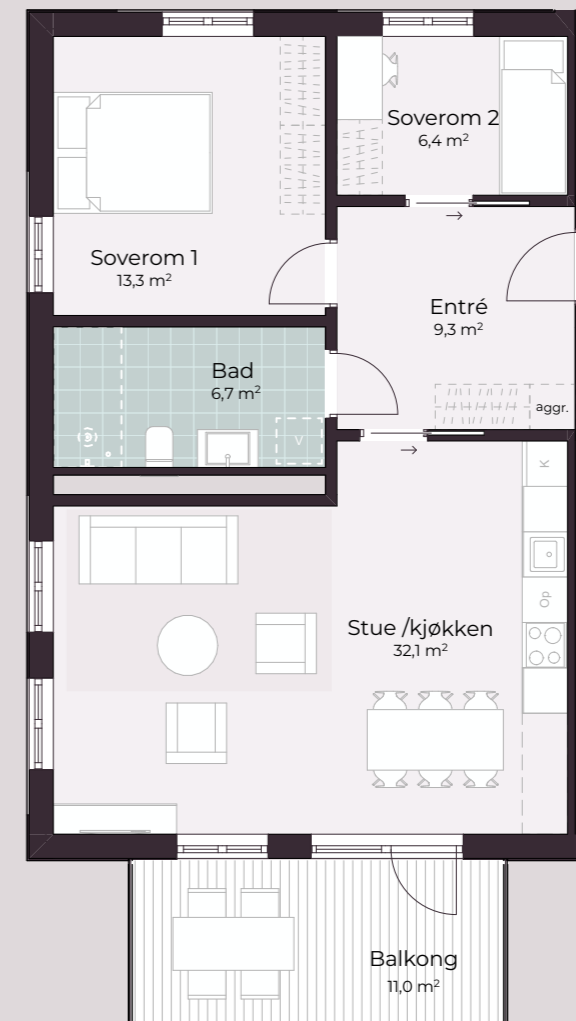 Soverom 2
6,4 m²
Soverom 1
13,3 m²
Entré
9,3 m²
Bad
6,7 m²
aggr.
V
K
Op
Stue /kjøkken
32,1 m²
Balkong
11,0 m²